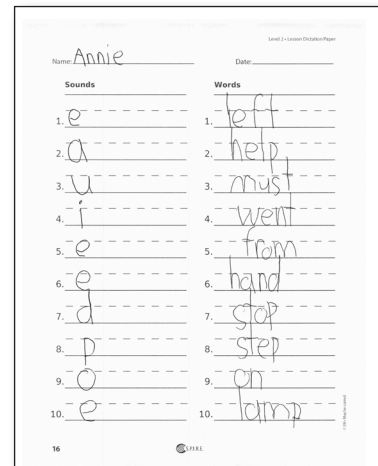 Level 2 • Lesson Dictation Paper
Name: Annie Date:
Sounds Words
1. e 1. left
2. a 2. help
3. u 3. must
4. i 4. went
5. e 5. from
6. e 6. hand
7. d 7. stop
8. p 8. step
9. o 9. on
10. e 10. lamp
16 S.P.I.R.E.